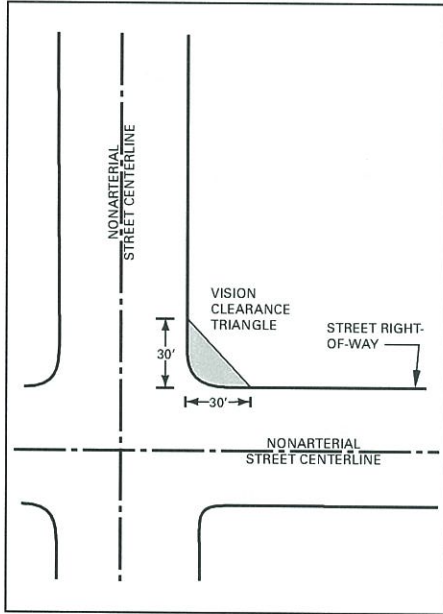 NONARTERIAL
STREET CENTERLINE
VISION
CLEARANCE
TRIANGLE
STREET RIGHT-
OF-WAY
30'
30'
NONARTERIAL
STREET CENTERLINE